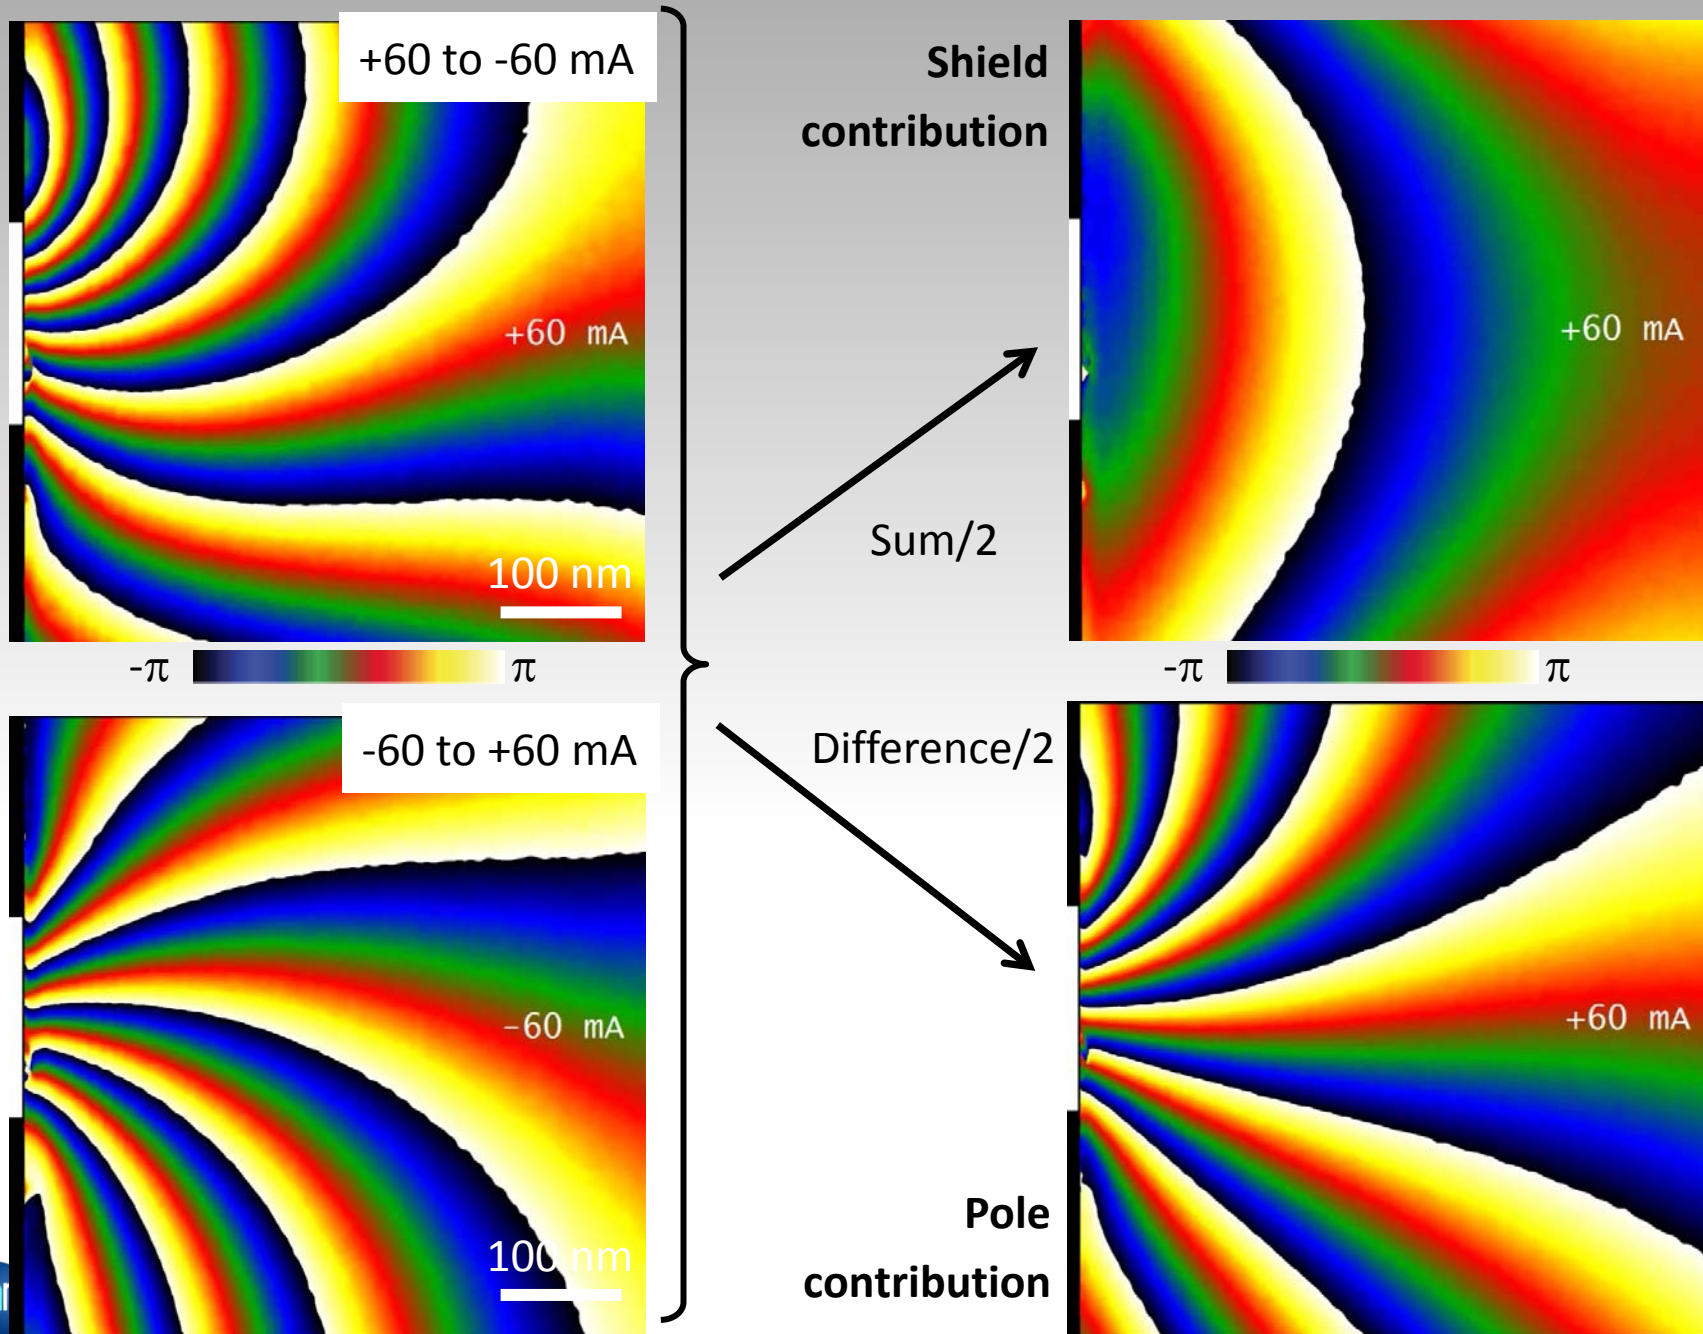 +60 to -60 mA
+60 mA
100 nm
-π
π
-60 to +60 mA
-60 mA
100 nm
Shield
contribution
+60 mA
Sum/2
-π
π
Difference/2
+60 mA
Pole
contribution